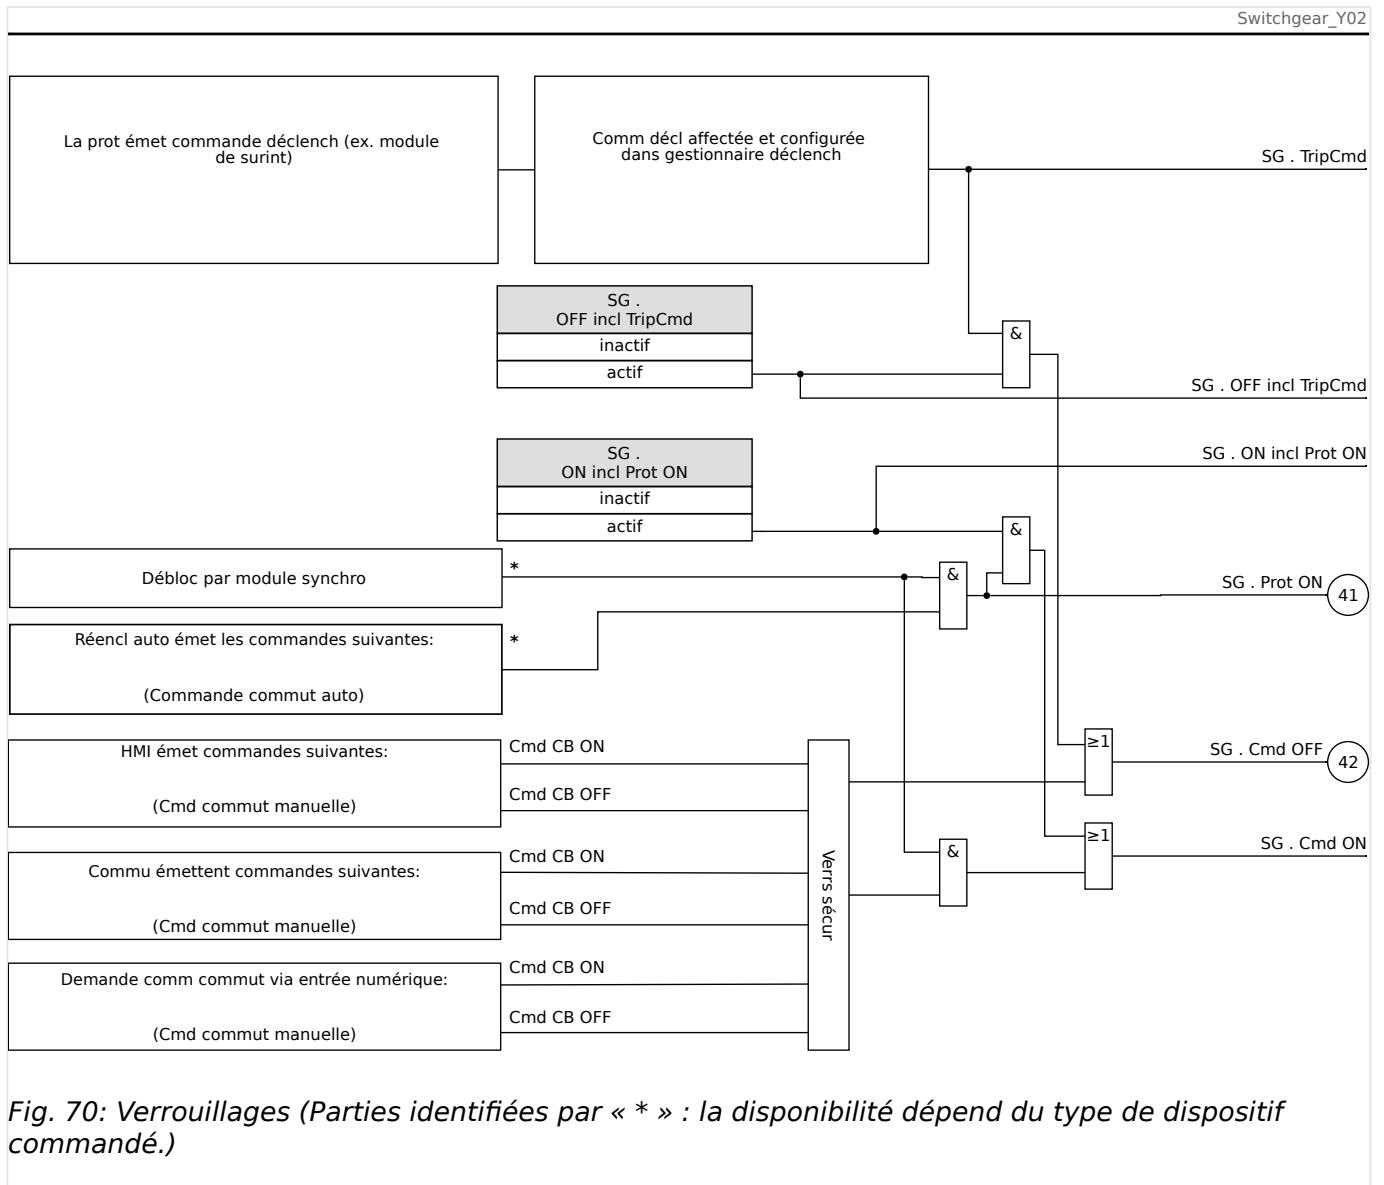 Switchgear_Y02
La prot émet commande déclench (ex. module
de surint)
Comm décl affectée et configurée
dans gestionnaire déclench
SG . TripCmd
SG .
OFF incl TripCmd
inactif
actif
&
SG . OFF incl TripCmd
SG .
ON incl Prot ON
inactif
actif
SG . ON incl Prot ON
&
Débloc par module synchro
*
&
SG . Prot ON
41
Réencl auto émet les commandes suivantes:
(Commande commut auto)
*
HMI émet commandes suivantes:
(Cmd commut manuelle)
Cmd CB ON
Cmd CB OFF
≥1
SG . Cmd OFF
42
Commu émettent commandes suivantes:
(Cmd commut manuelle)
Cmd CB ON
Cmd CB OFF
Verrs sécur
&
≥1
SG . Cmd ON
Demande comm commut via entrée numérique:
(Cmd commut manuelle)
Cmd CB ON
Cmd CB OFF
Fig. 70: Verrouillages (Parties identifiées par « * » : la disponibilité dépend du type de dispositif
commandé.)